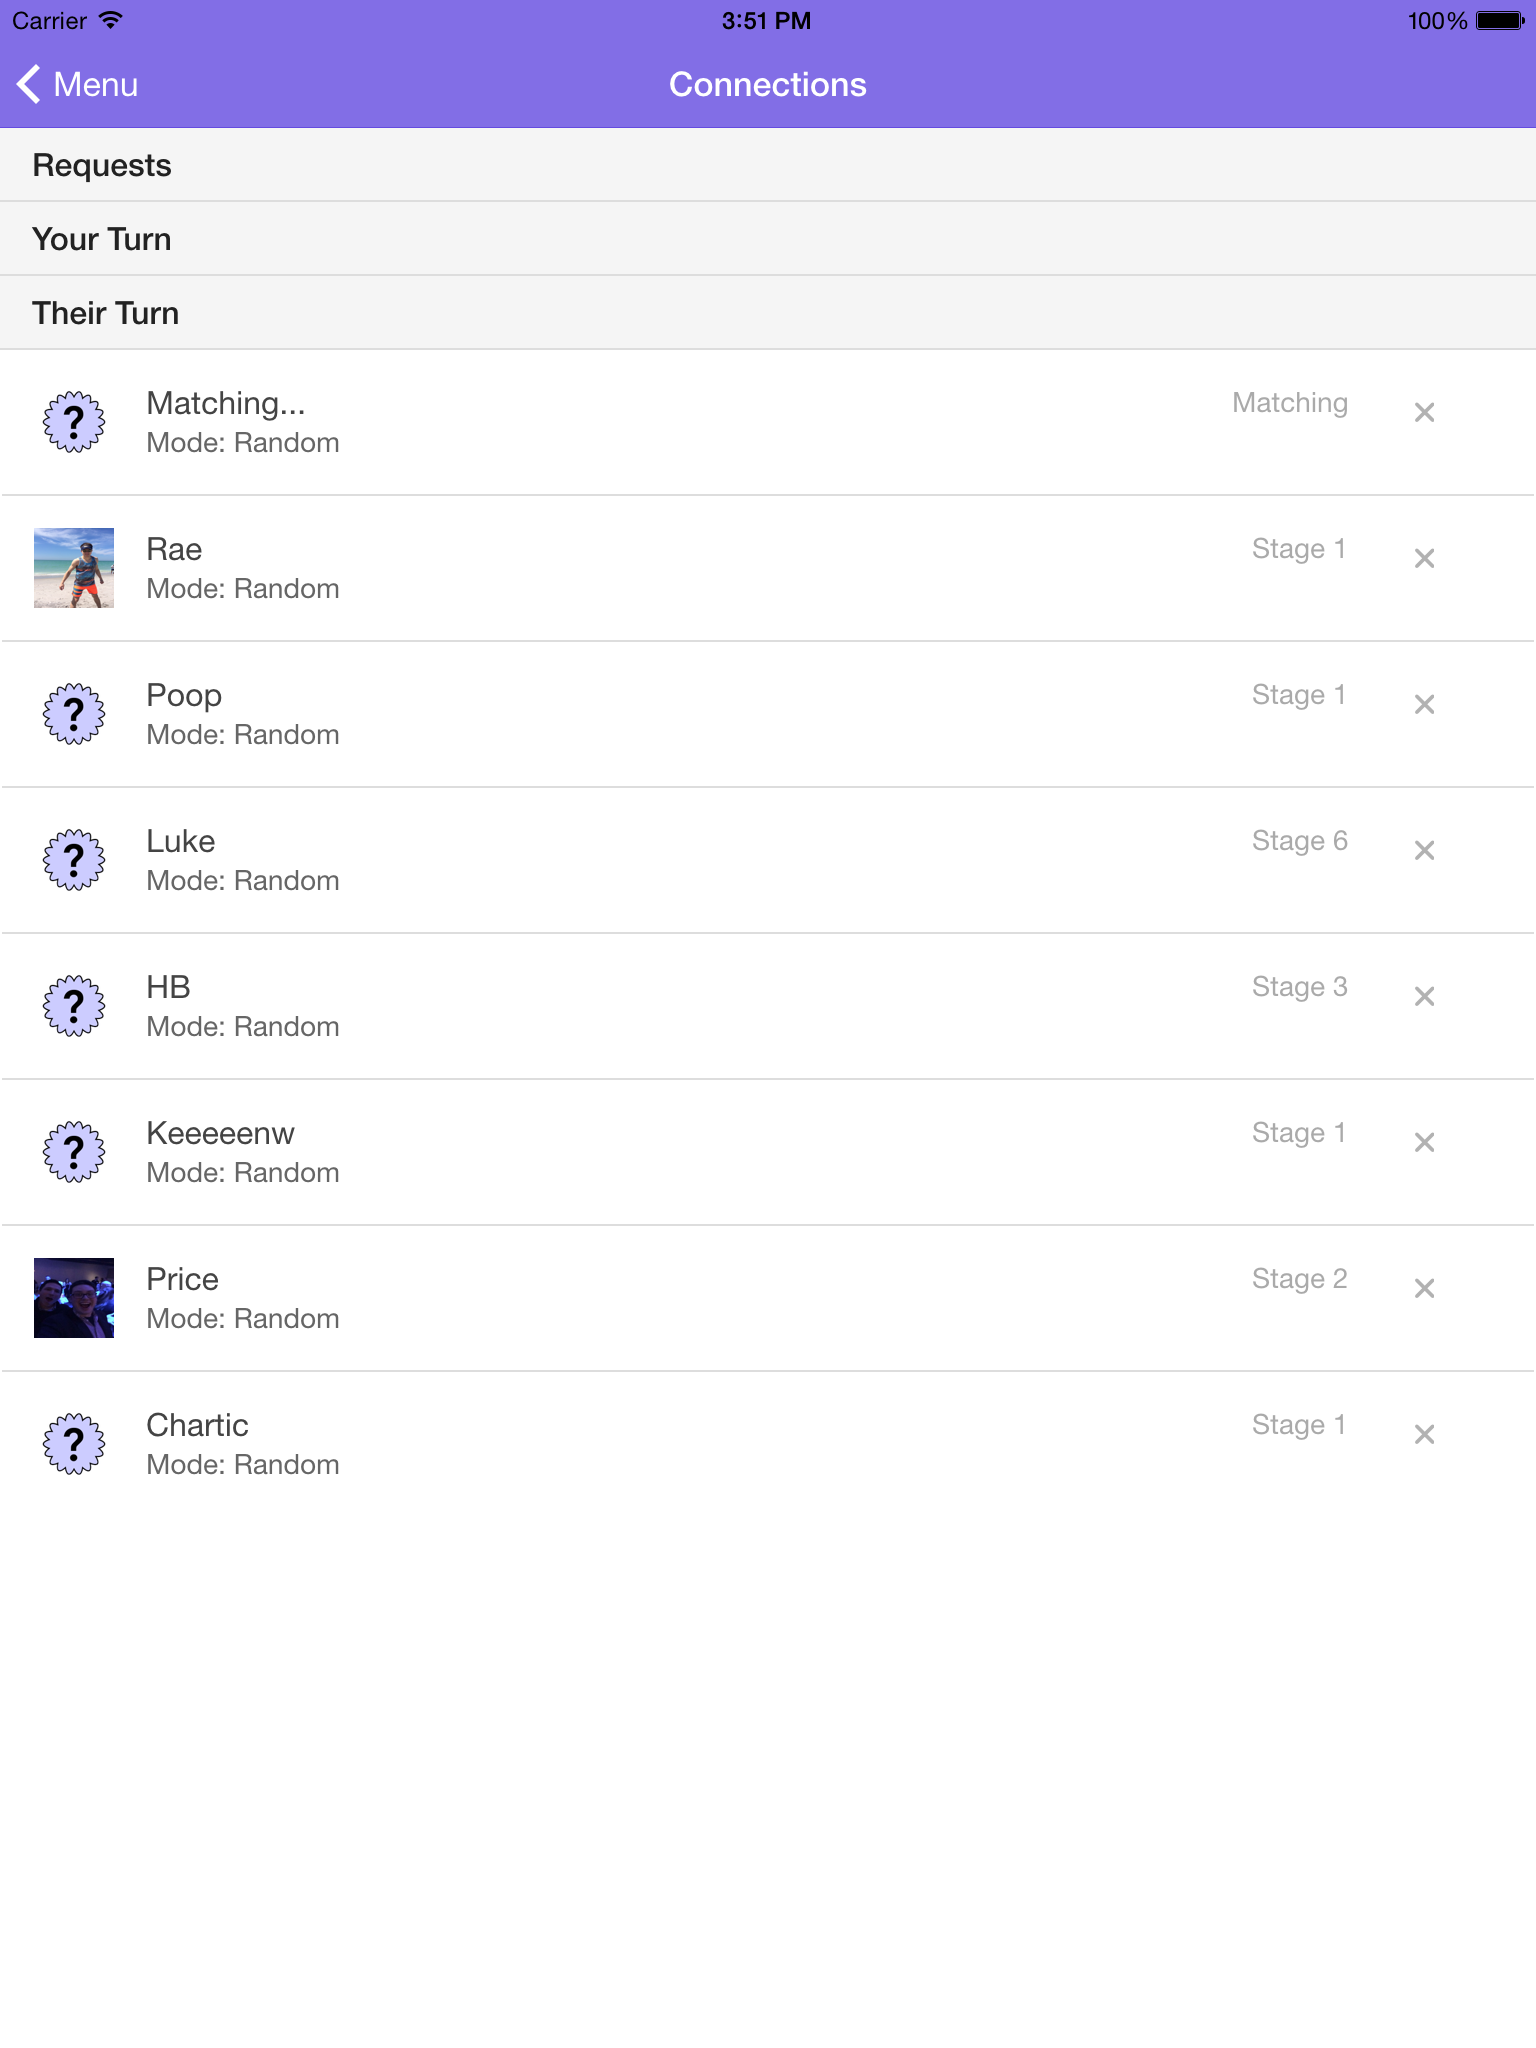 Carrier 3:51 PM 100%
Menu Connections
Requests
Your Turn
Their Turn
? Matching... Matching ×
Mode: Random
Rae Stage 1 ×
Mode: Random
? Poop Stage 1 ×
Mode: Random
? Luke Stage 6 ×
Mode: Random
? HB Stage 3 ×
Mode: Random
? Keeeeenw Stage 1 ×
Mode: Random
Price Stage 2 ×
Mode: Random
? Chartic Stage 1 ×
Mode: Random